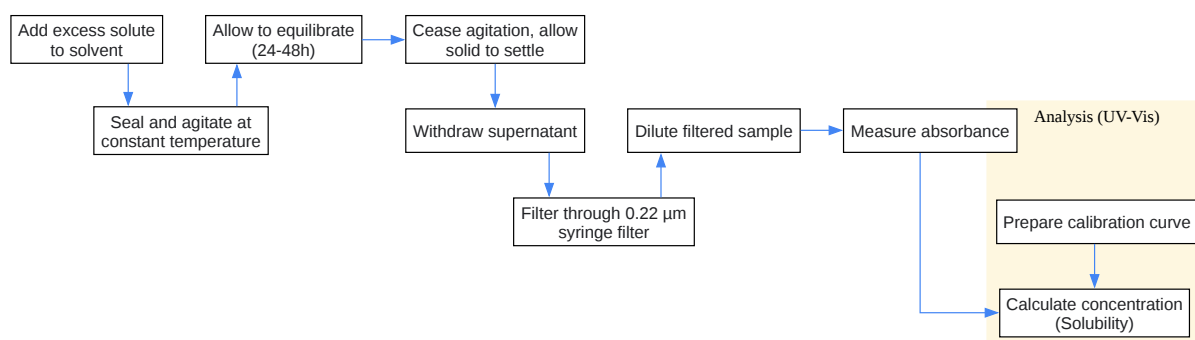 Add excess solute
to solvent
Seal and agitate at
constant temperature
Allow to equilibrate
(24-48h)
Cease agitation, allow
solid to settle
Withdraw supernatant
Filter through 0.22 µm
syringe filter
Dilute filtered sample
Measure absorbance
Analysis (UV-Vis)
Prepare calibration curve
Calculate concentration
(Solubility)